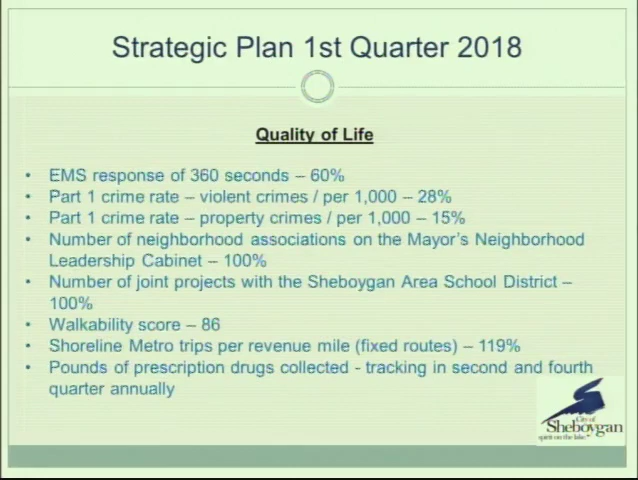 Strategic Plan 1st Quarter 2018
Quality of Life
• EMS response of 360 seconds – 60%
• Part 1 crime rate – violent crimes / per 1,000 – 28%
• Part 1 crime rate – property crimes / per 1,000 – 15%
• Number of neighborhood associations on the Mayor's Neighborhood
Leadership Cabinet – 100%
• Number of joint projects with the Sheboygan Area School District –
100%
• Walkability score – 86
• Shoreline Metro trips per revenue mile (fixed routes) – 119%
• Pounds of prescription drugs collected - tracking in second and fourth
quarter annually
City of
Sheboygan
spirit on the lake